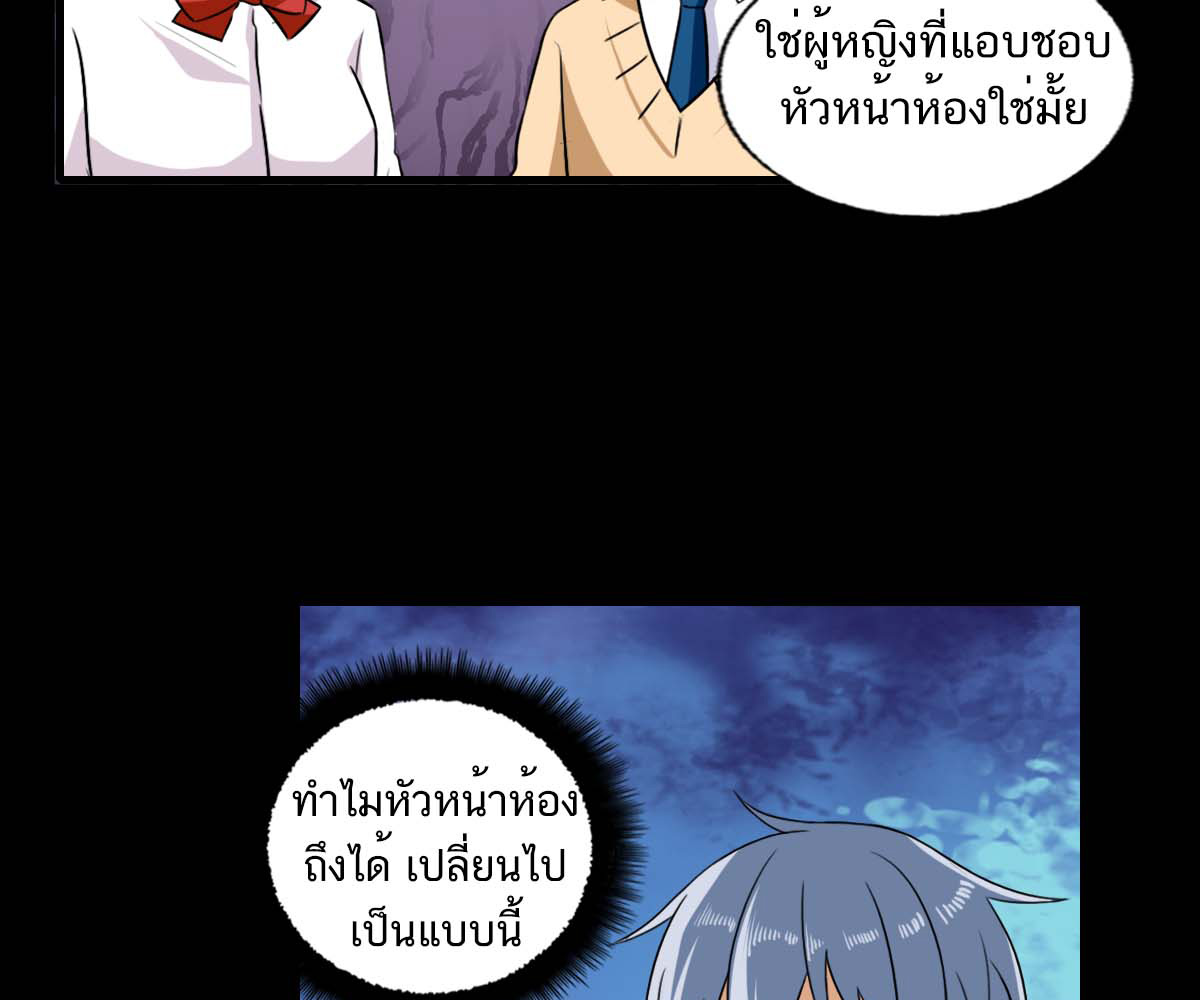 ใช่ผู้หญิงที่แอบชอบ
หัวหน้าห้องใช่มั้ย
ทำไมหัวหน้าห้อง
ถึงได้ เปลี่ยนไป
เป็นแบบนี้